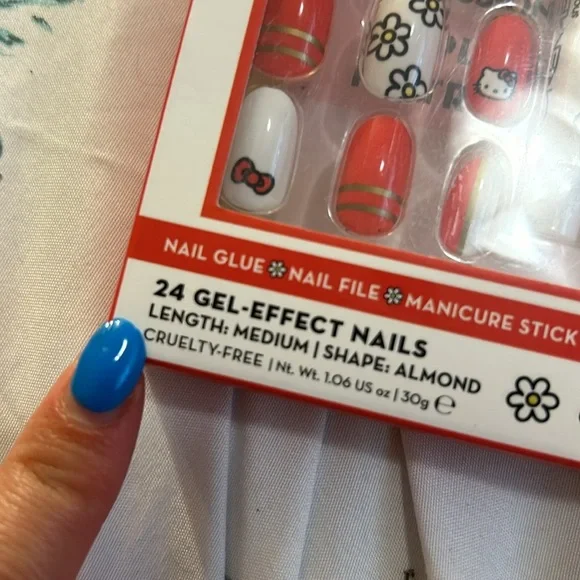 NAIL GLUE NAIL FILE MANICURE STICK
24 GEL-EFFECT NAILS
LENGTH: MEDIUM | SHAPE: ALMOND
CRUELTY-FREE | Nt. Wt. 1.06 US oz | 30g ℮